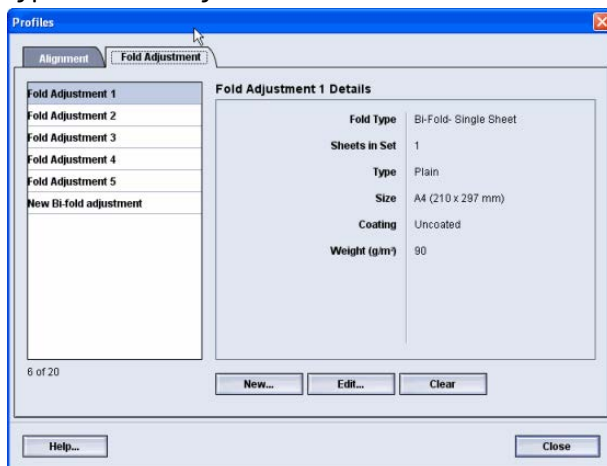 Profiles
Alignment
Fold Adjustment
Fold Adjustment 1
Fold Adjustment 2
Fold Adjustment 3
Fold Adjustment 4
Fold Adjustment 5
New Bi-fold adjustment
6 of 20
Fold Adjustment 1 Details
Fold Type Bi-Fold- Single Sheet
Sheets in Set 1
Type Plain
Size A4 (210 x 297 mm)
Coating Uncoated
Weight (g/m²) 90
New... Edit... Clear
Help... Close